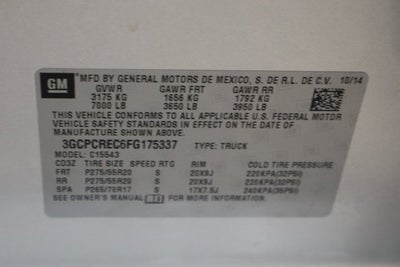 GM *MFD BY GENERAL MOTORS DE MEXICO, S. DE R.L. DE C.V. 10/14
GVWR GAWR FRT GAWR RR
3175 KG 1656 KG 1792 KG
7000 LB 3650 LB 3950 LB
THIS VEHICLE CONFORMS TO ALL APPLICABLE U.S. FEDERAL MOTOR
VEHICLE SAFETY STANDARDS IN EFFECT ON THE DATE OF
MANUFACTURE SHOWN ABOVE.
3GCPCREC6FG175337 TYPE: TRUCK
MODEL: C15543
CD3Z TIRE SIZE SPEED RTG RIM COLD TIRE PRESSURE
FRT P275/55R20 S 20X9J 220KPA(32PSI)
RR P275/55R20 S 20X9J 220KPA(32PSI)
SPA P265/70R17 S 17X7.5J 240KPA(35PSI)
SEE OWNER'S MANUAL FOR MORE INFORMATION.